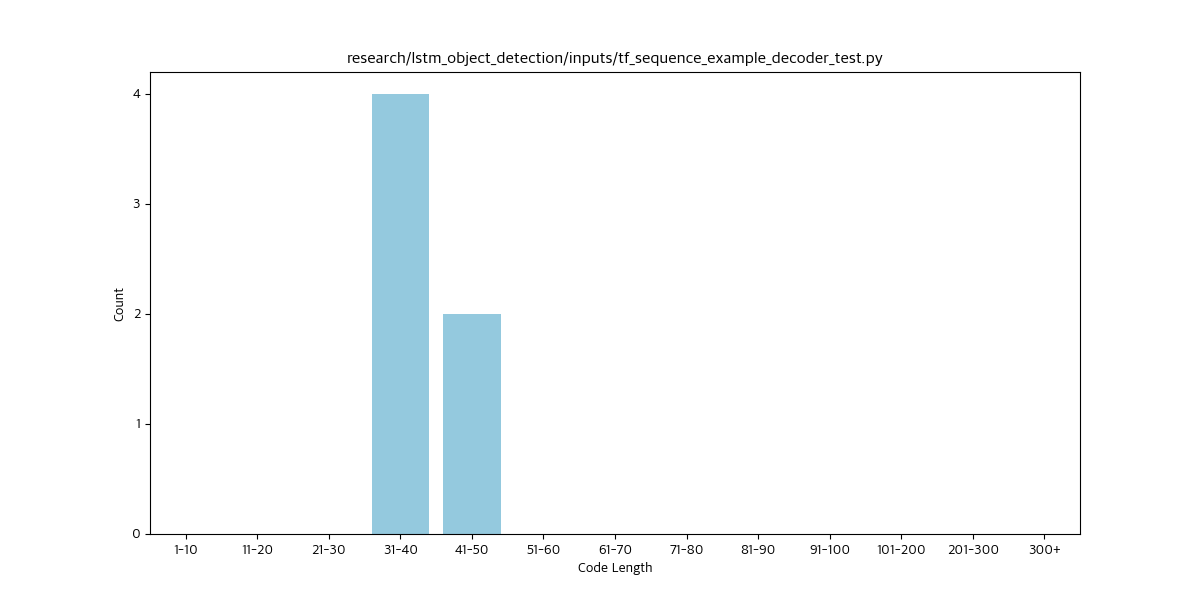 research/lstm_object_detection/inputs/tf_sequence_example_decoder_test.py
4
3
2
1
0
Count
1-10 11-20 21-30 31-40 41-50 51-60 61-70 71-80 81-90 91-100 101-200 201-300 300+
Code Length